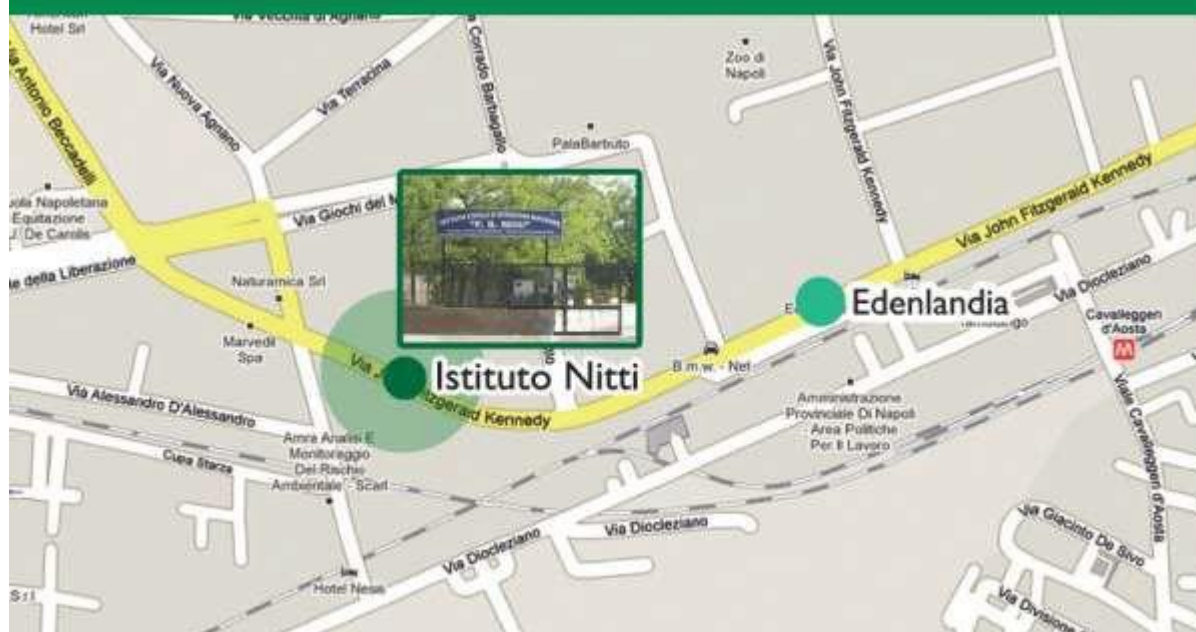 Hotel Srl
Via Vecchia di Agnano
Via Antonio Beccadelli
Via Nuova Agnano
Via Terracina
Corrado Barbagallo
Zoo di
Napoli
Via John Fitzgerald Kennedy
PalaBarbuto
Via John Fitzgerald Kennedy
Napoletana
Equitazione
De Carolis
Via Giochi del
della Liberazione
Naturamica Srl
Edenlandia
Via Diocleziano
Cavalleggeri
d'Aosta
M
Marvedil
Spa
Istituto Nitti
B.m.w. - Net
Via
Fitzgerald Kennedy
Via Alessandro D'Alessandro
Amministrazione
Provinciale Di Napoli
Area Politiche
Per Il Lavoro
Viale Cavalleggeri d'Aosta
Cupa Starza
Amra Analisi E
Monitoraggio
Del Rischio
Ambientale - Scarl
Via Diocleziano
Via Diocleziano
Via Giacinto De Sivo
Hotel Nesis
S r l
Via Divisione